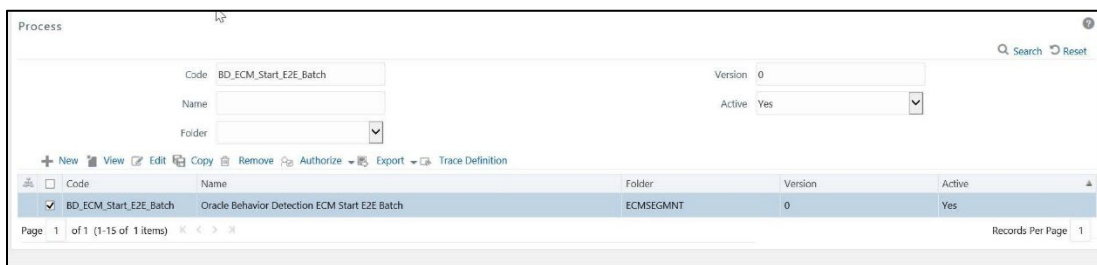 Process
Search Reset
Code BD_ECM_Start_E2E_Batch Version 0
Name Active Yes
Folder
New View Edit Copy Remove Authorize Export Trace Definition
Code Name Folder Version Active
BD_ECM_Start_E2E_Batch Oracle Behavior Detection ECM Start E2E Batch ECMSEGMNT 0 Yes
Page 1 of 1 (1-15 of 1 items) Records Per Page 1